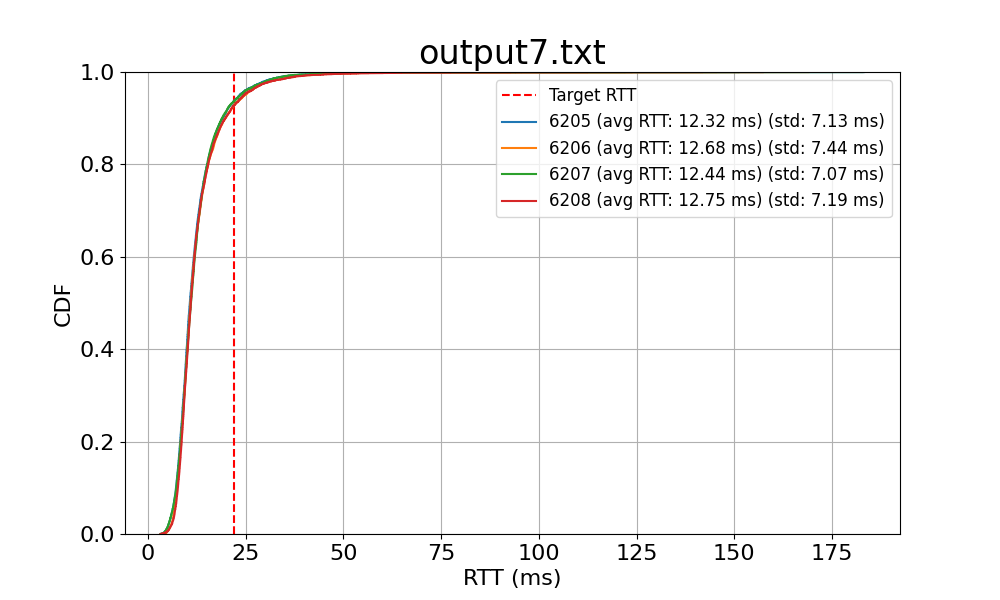 output7.txt
1.0
0.8
0.6
0.4
0.2
0.0
CDF
Target RTT
6205 (avg RTT: 12.32 ms) (std: 7.13 ms)
6206 (avg RTT: 12.68 ms) (std: 7.44 ms)
6207 (avg RTT: 12.44 ms) (std: 7.07 ms)
6208 (avg RTT: 12.75 ms) (std: 7.19 ms)
0 25 50 75 100 125 150 175
RTT (ms)